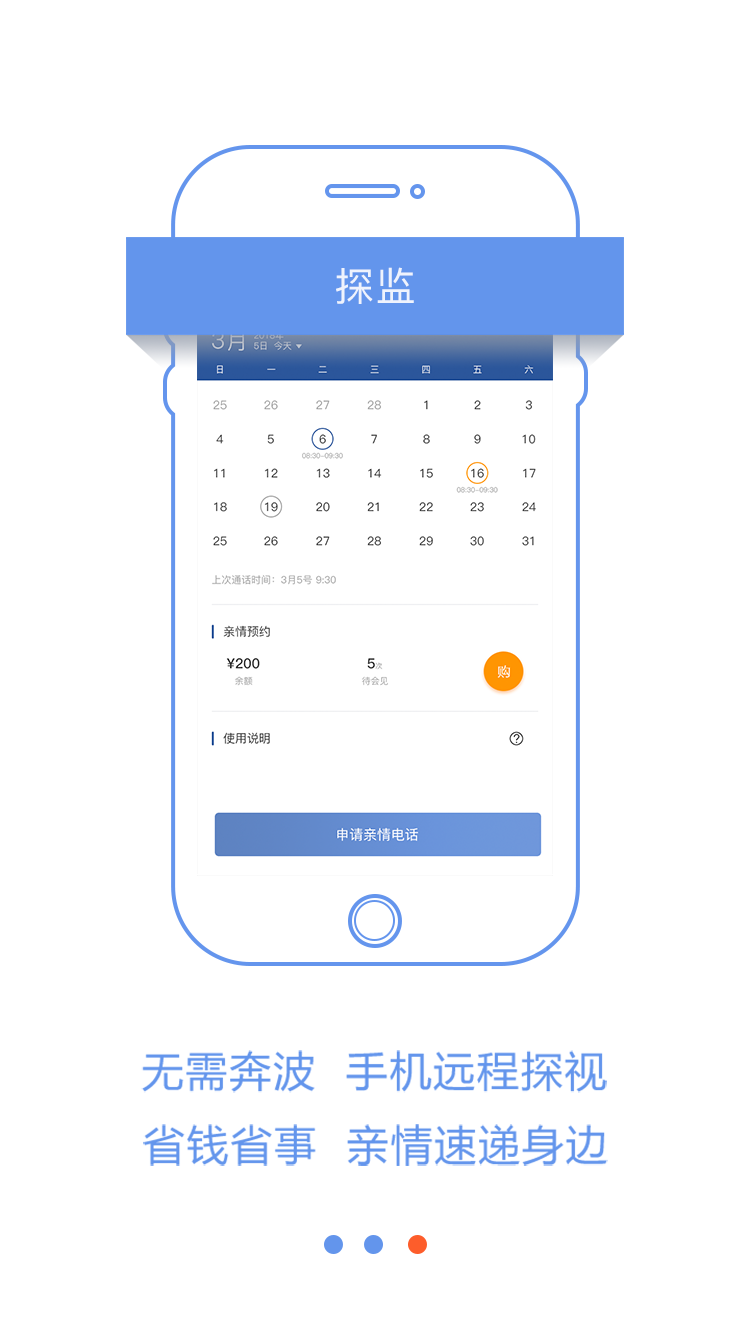 探监
3月 2018年
5日 今天
日 一 二 三 四 五 六
25 26 27 28 1 2 3
4 5 6 7 8 9 10
08:30-09:30
11 12 13 14 15 16 17
08:30-09:30
18 19 20 21 22 23 24
25 26 27 28 29 30 31
上次通话时间: 3月5号 9:30
亲情预约
¥200 5次 购
余额 待会见
使用说明 ?
申请亲情电话
无需奔波 手机远程探视
省钱省事 亲情速递身边